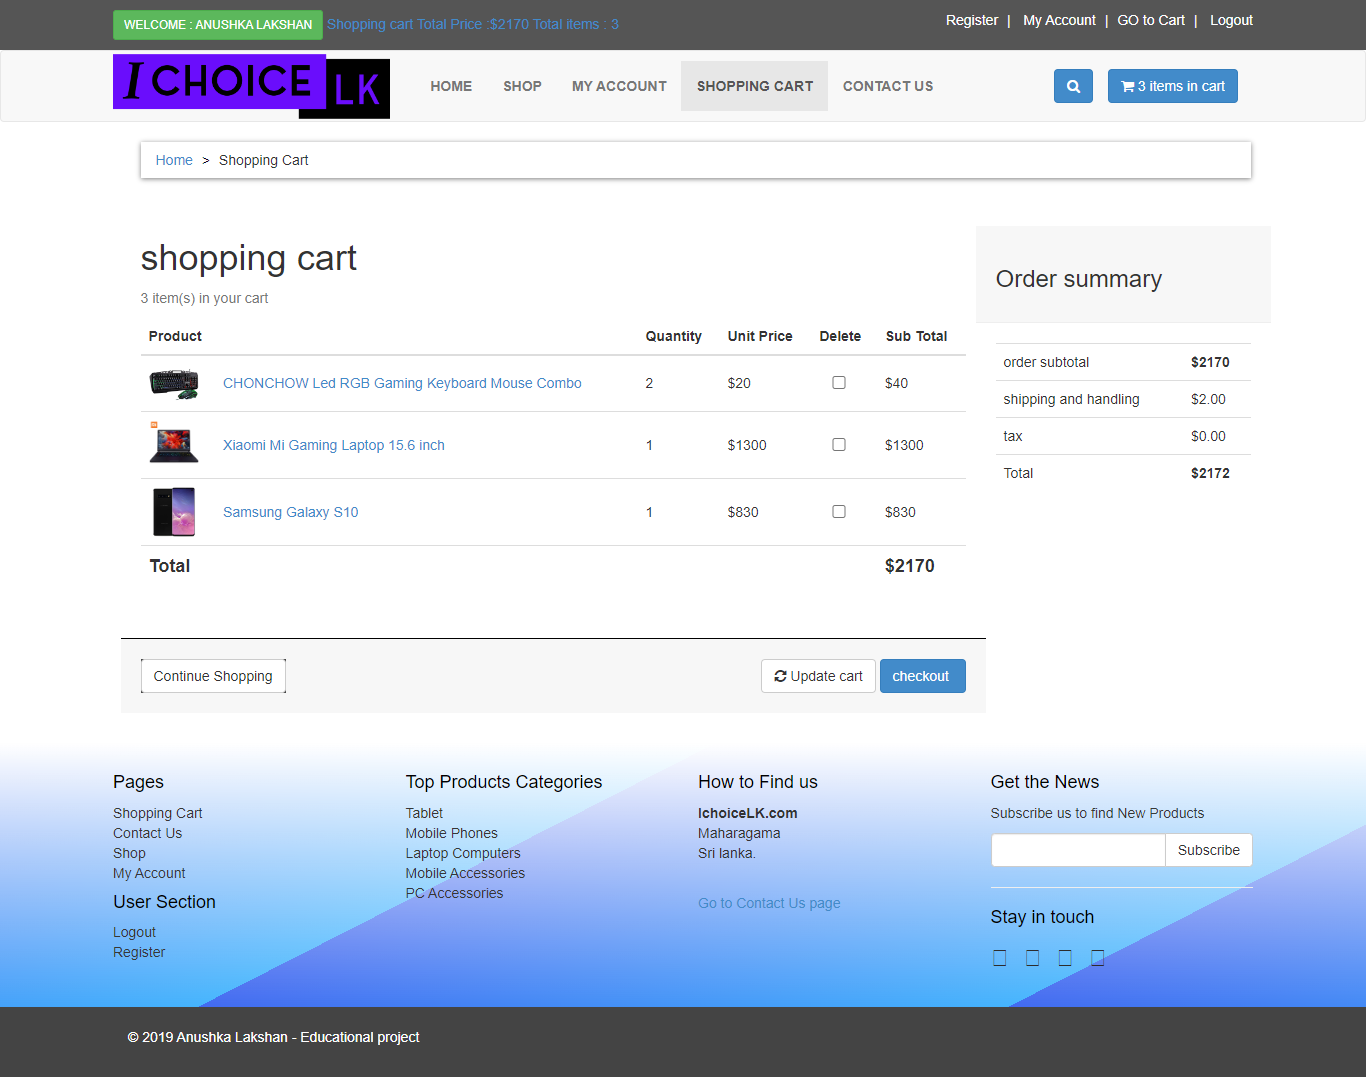 WELCOME : ANUSHKA LAKSHAN Shopping cart Total Price :$2170 Total items : 3
Register | My Account | GO to Cart | Logout
I CHOICE LK
HOME SHOP MY ACCOUNT SHOPPING CART CONTACT US
3 items in cart
Home > Shopping Cart
shopping cart
3 item(s) in your cart
Product Quantity Unit Price Delete Sub Total
CHONCHOW Led RGB Gaming Keyboard Mouse Combo 2 $20 $40
Xiaomi Mi Gaming Laptop 15.6 inch 1 $1300 $1300
Samsung Galaxy S10 1 $830 $830
Total $2170
Continue Shopping
Update cart
checkout
Order summary
order subtotal $2170
shipping and handling $2.00
tax $0.00
Total $2172
Pages
Shopping Cart
Contact Us
Shop
My Account
User Section
Logout
Register
Top Products Categories
Tablet
Mobile Phones
Laptop Computers
Mobile Accessories
PC Accessories
How to Find us
IchoiceLK.com
Maharagama
Sri lanka.
Go to Contact Us page
Get the News
Subscribe us to find New Products
Subscribe
Stay in touch
© 2019 Anushka Lakshan - Educational project